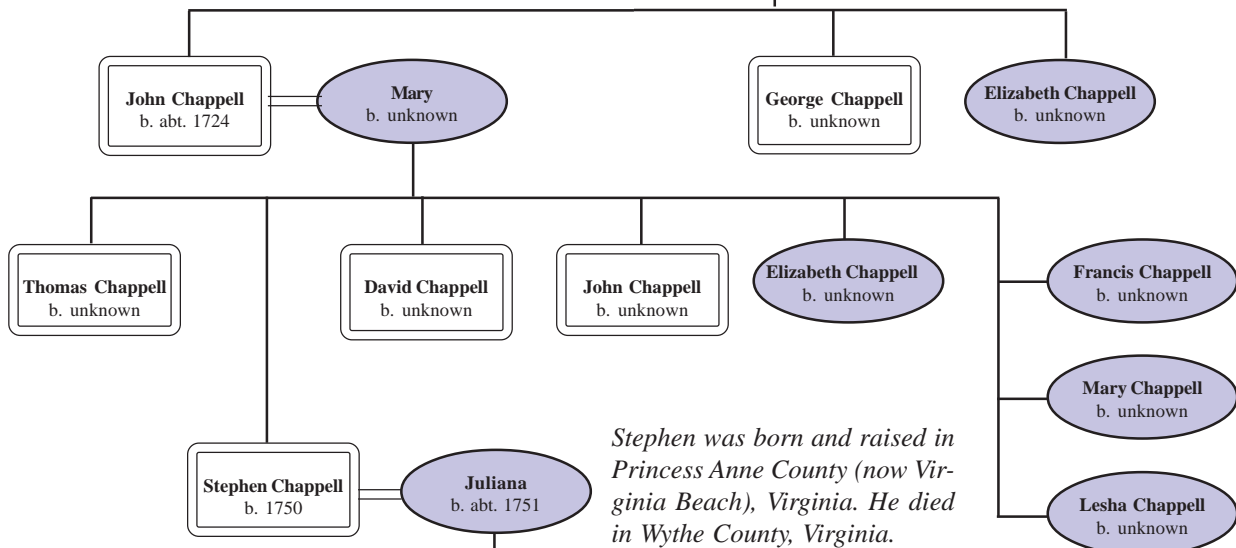 John Chappell
b. abt. 1724
Mary
b. unknown
George Chappell
b. unknown
Elizabeth Chappell
b. unknown
Thomas Chappell
b. unknown
David Chappell
b. unknown
John Chappell
b. unknown
Elizabeth Chappell
b. unknown
Francis Chappell
b. unknown
Mary Chappell
b. unknown
Lesha Chappell
b. unknown
Stephen Chappell
b. 1750
Juliana
b. abt. 1751
Stephen was born and raised in
Princess Anne County (now Vir-
ginia Beach), Virginia. He died
in Wythe County, Virginia.